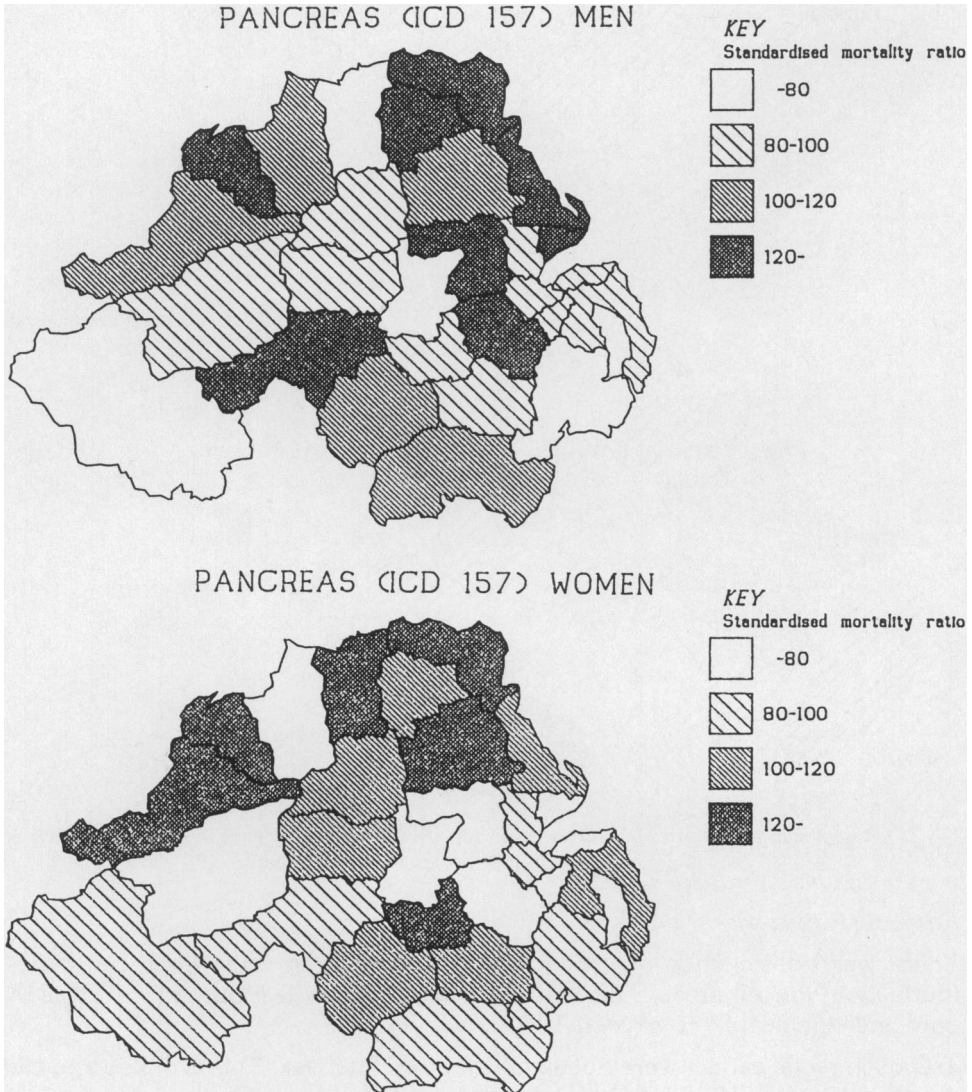 PANCREAS (ICD 157) MEN
KEY
Standardised mortality ratio
-80
80-100
100-120
120-
PANCREAS (ICD 157) WOMEN
KEY
Standardised mortality ratio
-80
80-100
100-120
120-